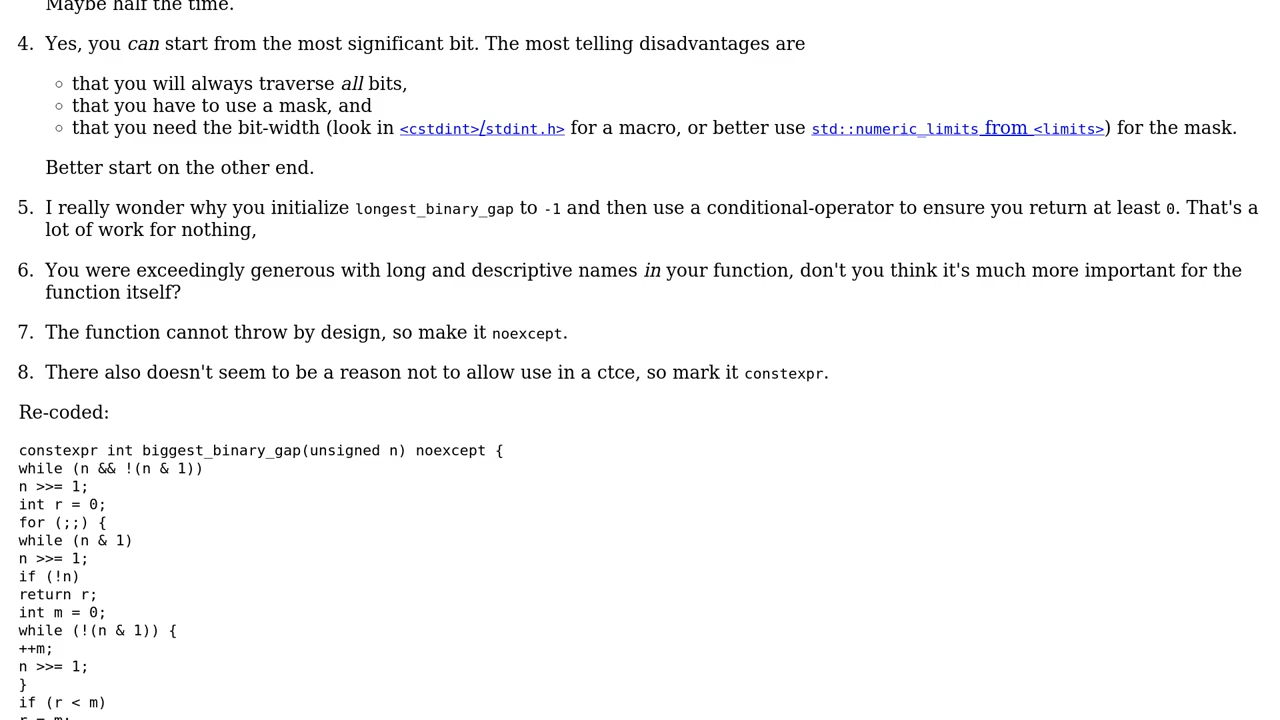 Maybe half the time.
4. Yes, you can start from the most significant bit. The most telling disadvantages are
◦ that you will always traverse all bits,
◦ that you have to use a mask, and
◦ that you need the bit-width (look in <cstdint>/stdint.h> for a macro, or better use std::numeric_limits from <limits>) for the mask.
Better start on the other end.
5. I really wonder why you initialize longest_binary_gap to -1 and then use a conditional-operator to ensure you return at least 0. That's a
lot of work for nothing,
6. You were exceedingly generous with long and descriptive names in your function, don't you think it's much more important for the
function itself?
7. The function cannot throw by design, so make it noexcept.
8. There also doesn't seem to be a reason not to allow use in a ctce, so mark it constexpr.
Re-coded:
constexpr int biggest_binary_gap(unsigned n) noexcept {
while (n && !(n & 1))
n >>= 1;
int r = 0;
for (;;) {
while (n & 1)
n >>= 1;
if (!n)
return r;
int m = 0;
while (!(n & 1)) {
++m;
n >>= 1;
}
if (r < m)
r = m;